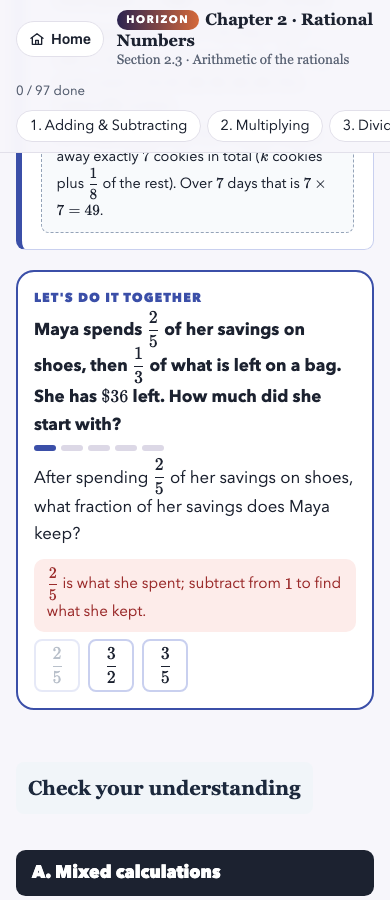 Home
HORIZON Chapter 2 · Rational
Numbers
Section 2.3 · Arithmetic of the rationals
0 / 97 done
1. Adding & Subtracting
2. Multiplying
3. Divid
away exactly 7 cookies in total (k cookies
plus 1/8 of the rest). Over 7 days that is 7 ×
7 = 49.
LET'S DO IT TOGETHER
Maya spends 2/5 of her savings on
shoes, then 1/3 of what is left on a bag.
She has $36 left. How much did she
start with?
After spending 2/5 of her savings on shoes,
what fraction of her savings does Maya
keep?
2/5 is what she spent; subtract from 1 to find
what she kept.
2/5 3/2 3/5
Check your understanding
A. Mixed calculations